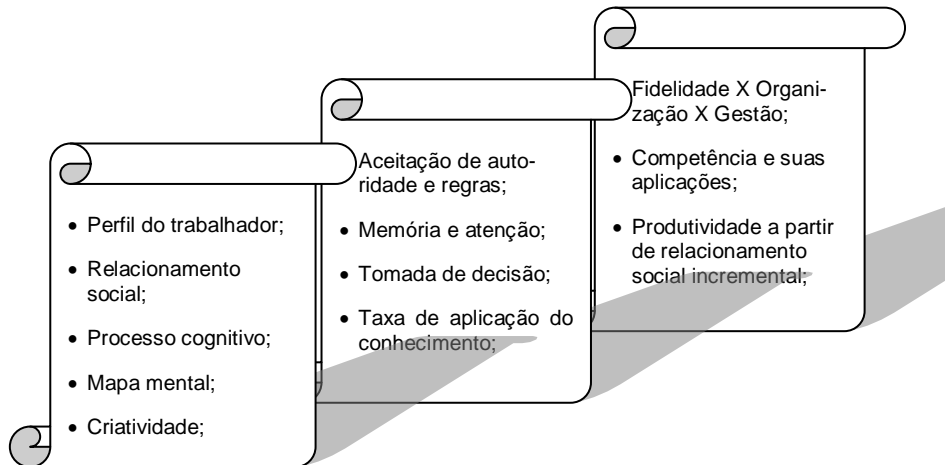 • Perfil do trabalhador;
• Relacionamento
social;
• Processo cognitivo;
• Mapa mental;
• Criatividade;
Aceitação de auto-
ridade e regras;
• Memória e atenção;
• Tomada de decisão;
• Taxa de aplicação do
conhecimento;
Fidelidade X Organi-
zação X Gestão;
• Competência e suas
aplicações;
• Produtividade a partir
de relacionamento
social incremental;